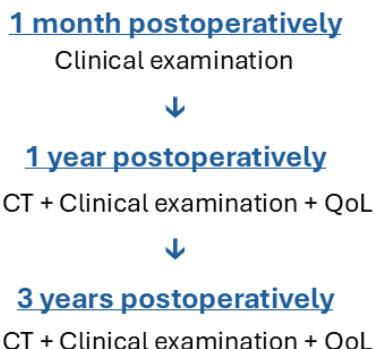 1 month postoperatively
Clinical examination
1 year postoperatively
CT + Clinical examination + QoL
3 years postoperatively
CT + Clinical examination + QoL